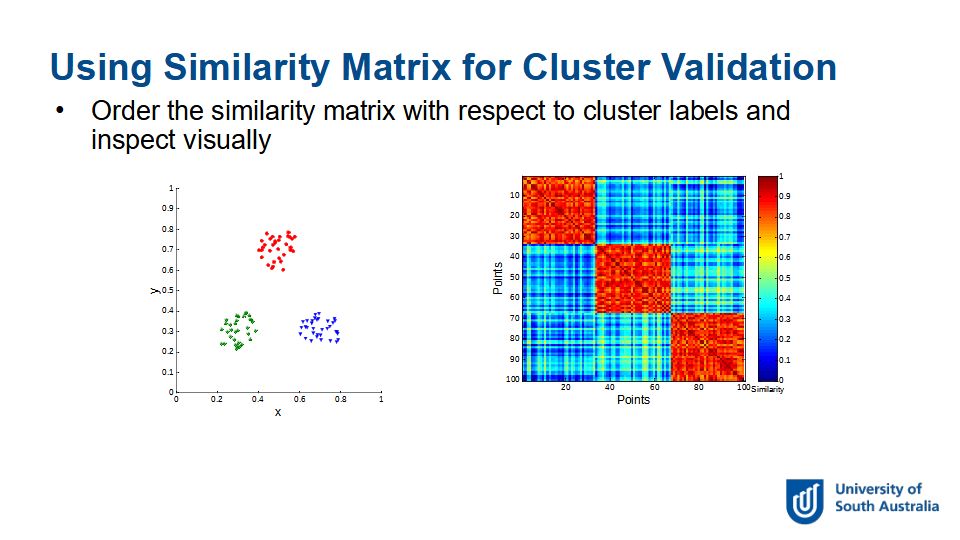 Using Similarity Matrix for Cluster Validation
• Order the similarity matrix with respect to cluster labels and
inspect visually
1
0.9
0.8
0.7
0.6
0.5
0.4
0.3
0.2
0.1
0
y
0 0.2 0.4 0.6 0.8 1
x
Points
10
20
30
40
50
60
70
80
90
100
20 40 60 80 100
Points
1
0.9
0.8
0.7
0.6
0.5
0.4
0.3
0.2
0.1
0
Similarity
University of
South Australia